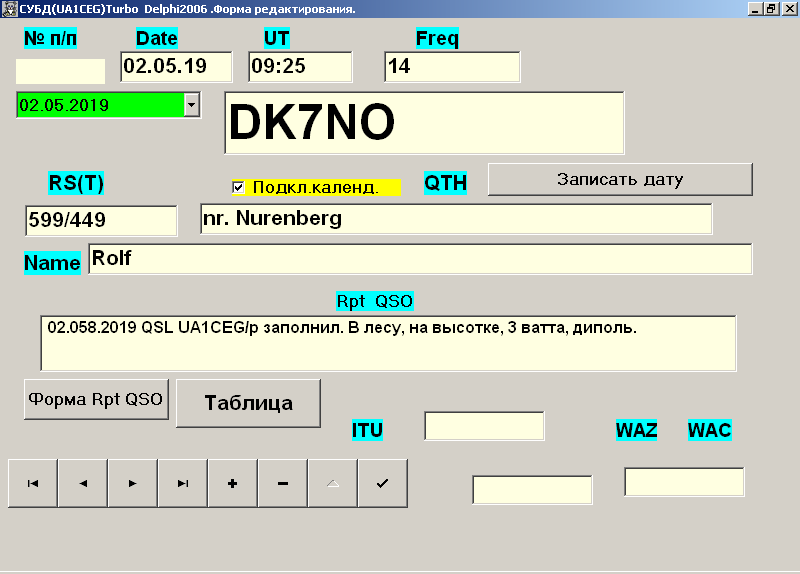 СУБД(UA1CEG)Turbo Delphi2006 .Форма редактирования.
№ п/п Date UT Freq
02.05.19 09:25 14
02.05.2019
DK7NO
RS(T) Подкл.календ. QTH Записать дату
599/449 nr. Nurenberg
Name Rolf
Rpt QSO
02.058.2019 QSL UA1CEG/p заполнил. В лесу, на высотке, 3 ватта, диполь.
Форма Rpt QSO Таблица
ITU WAZ WAC